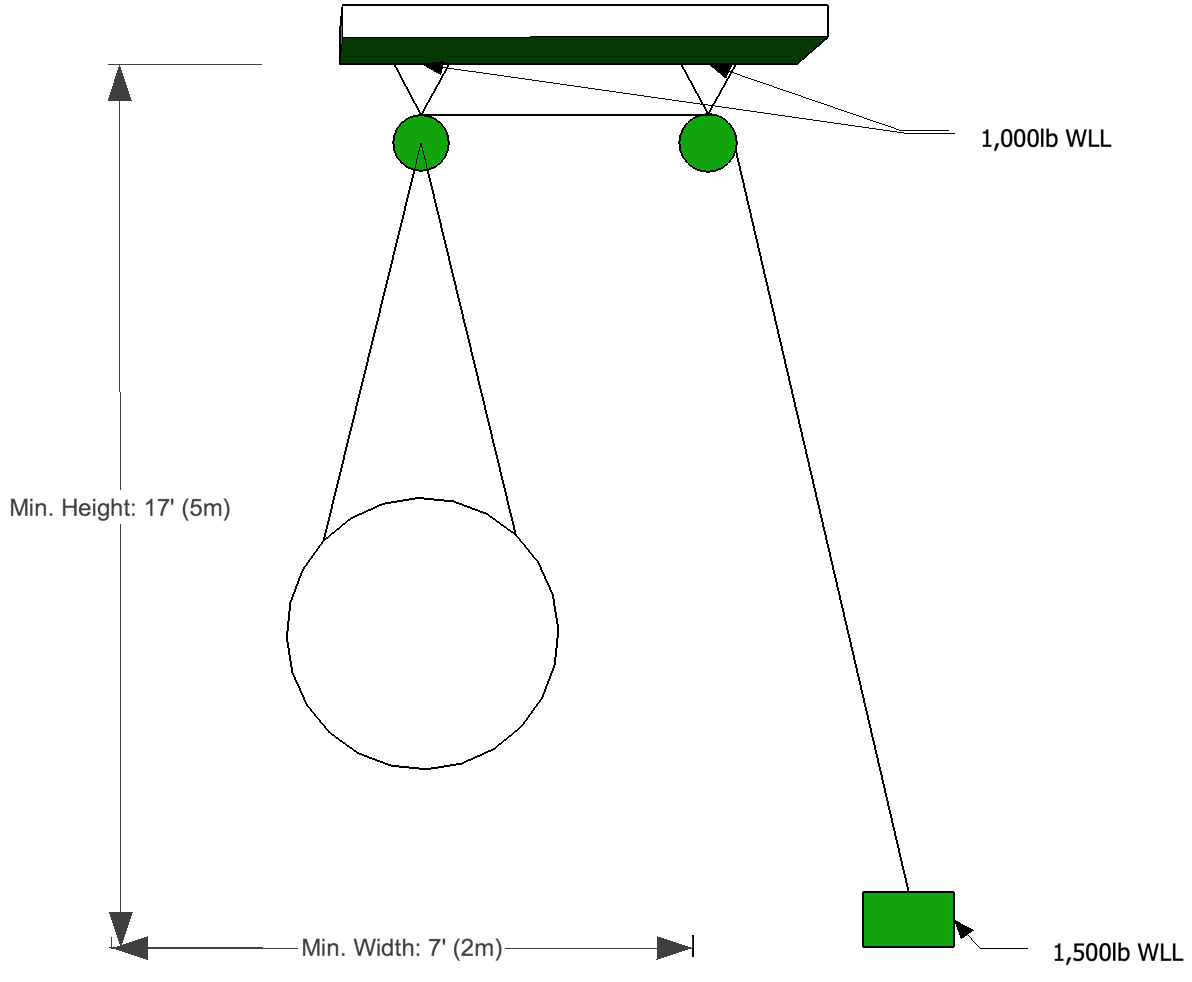 1,000lb WLL
Min. Height: 17' (5m)
Min. Width: 7' (2m)
1,500lb WLL